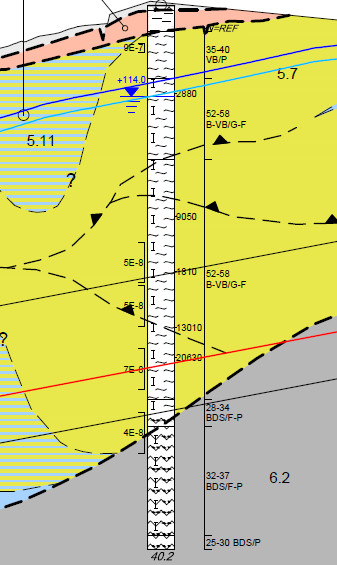 N=REF
9E-7
35-40
VB/P
5.7
+114.0
2880
52-58
B-VB/G-F
5.11
?
9050
5E-8
1810
52-58
B-VB/G-F
5E-8
13010
?
20630
7E-8
28-34
BDS/F-P
4E-8
32-37
BDS/F-P
6.2
25-30 BDS/P
40.2